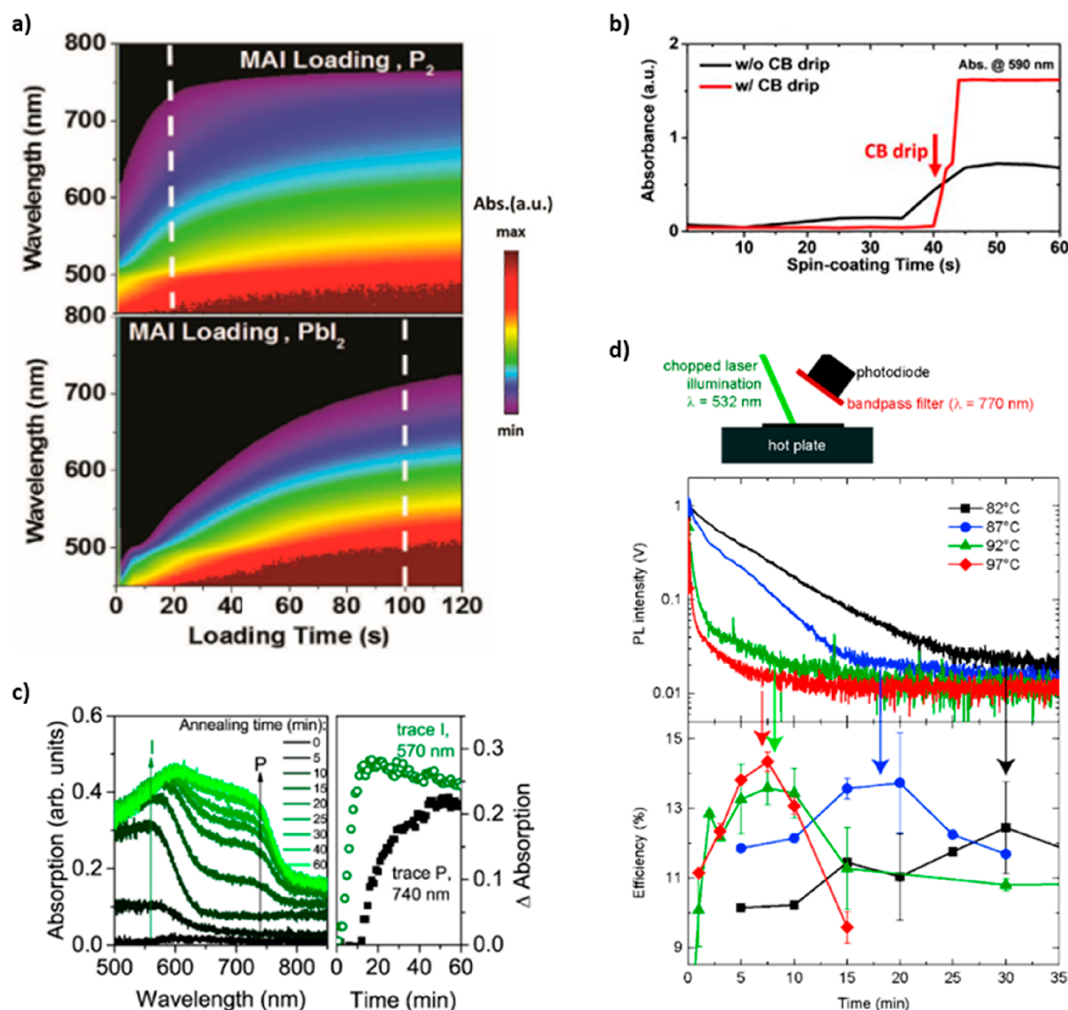 a)
800
MAI Loading , P2
700
600
500
Wavelength (nm)
800
MAI Loading , PbI2
700
600
500
Wavelength (nm)
0 20 40 60 80 100 120
Loading Time (s)
Abs.(a.u.)
max
min
b)
2
1
0
Absorbance (a.u.)
w/o CB drip
w/ CB drip
Abs. @ 590 nm
CB drip
10 20 30 40 50 60
Spin-coating Time (s)
c)
0.6
0.4
0.2
0.0
Absorption (arb. units)
Annealing time (min):
0
5
10
15
20
25
30
40
60
I
P
500 600 700 800
Wavelength (nm)
trace I,
570 nm
trace P,
740 nm
0.3
0.2
0.1
0.0
Δ Absorption
0 20 40 60
Time (min)
d)
chopped laser
illumination
λ = 532 nm
photodiode
bandpass filter (λ = 770 nm)
hot plate
1
0.1
0.01
PL intensity (V)
82°C
87°C
92°C
97°C
15
13
11
9
Efficiency (%)
0 5 10 15 20 25 30 35
Time (min)